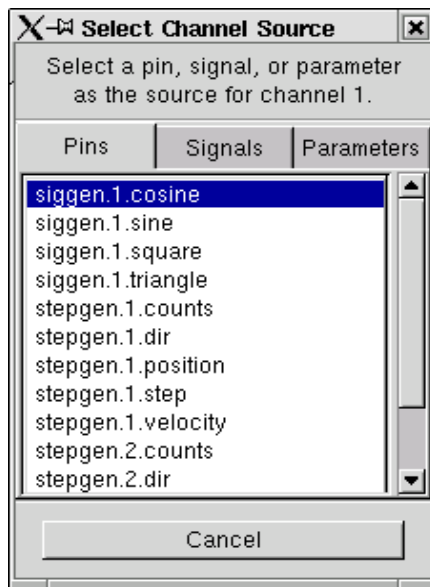 Select Channel Source
Select a pin, signal, or parameter
as the source for channel 1.
Pins Signals Parameters
siggen.1.cosine
siggen.1.sine
siggen.1.square
siggen.1.triangle
stepgen.1.counts
stepgen.1.dir
stepgen.1.position
stepgen.1.step
stepgen.1.velocity
stepgen.2.counts
stepgen.2.dir
Cancel